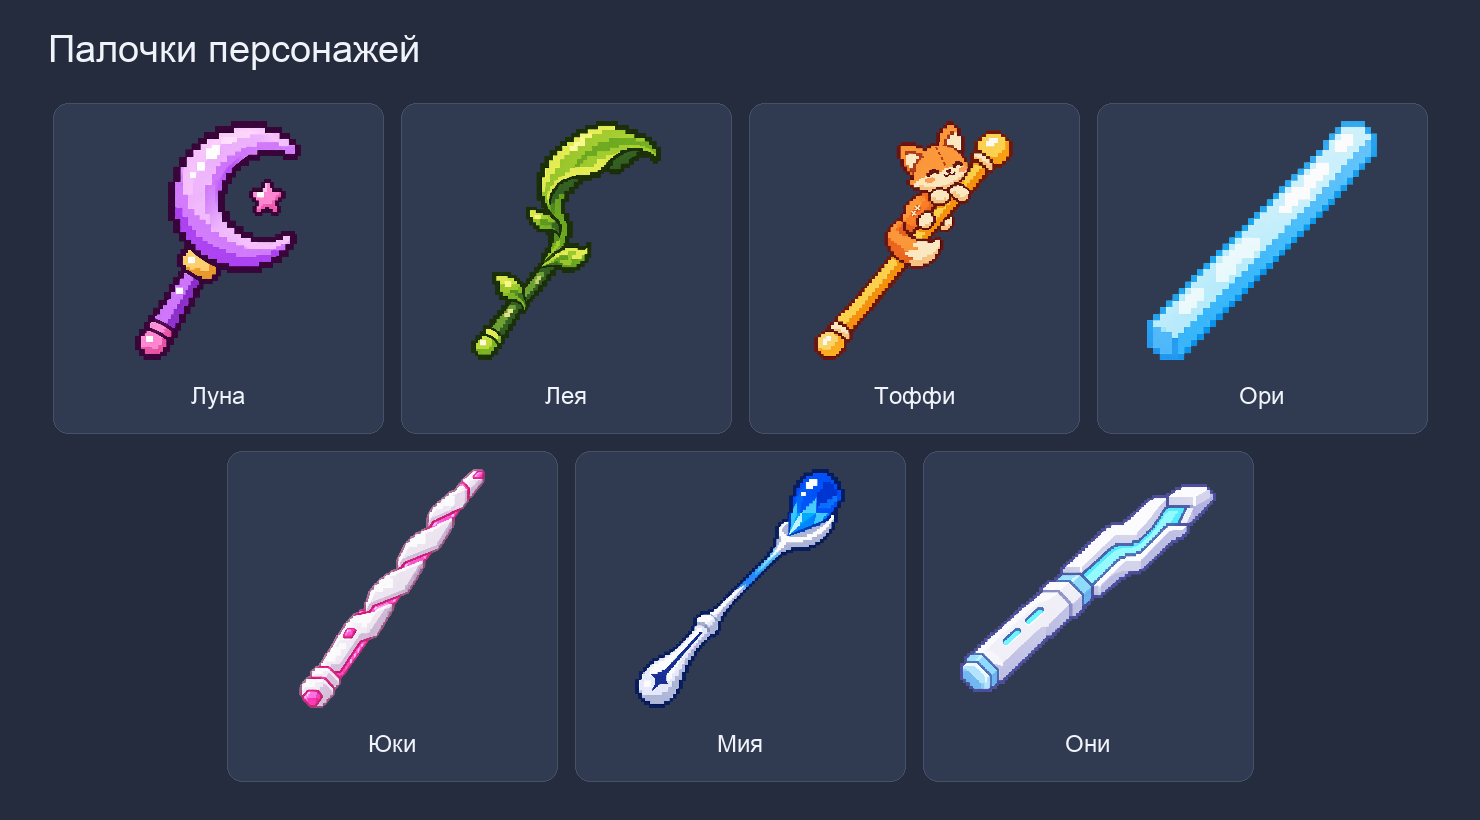 Палочки персонажей
Луна
Лея
Тоффи
Ори
Юки
Мия
Они